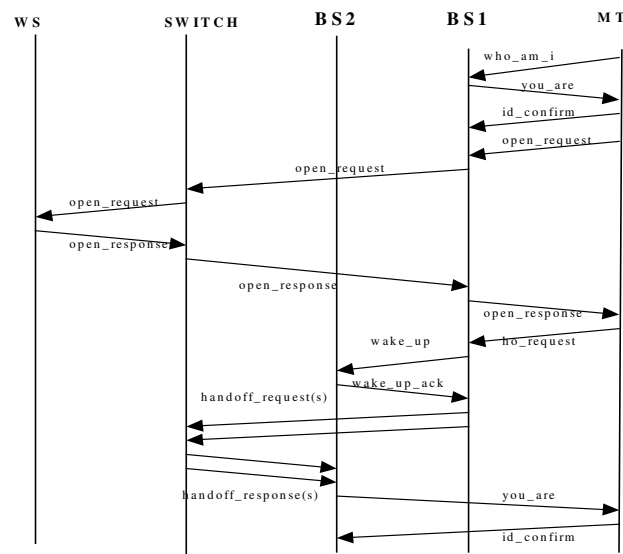 WS SWITCH BS2 BS1 MT
who_am_i
you_are
id_confirm
open_request
open_request
open_request
open_response
open_response
open_response
ho_request
wake_up
wake_up_ack
handoff_request(s)
handoff_response(s)
you_are
id_confirm